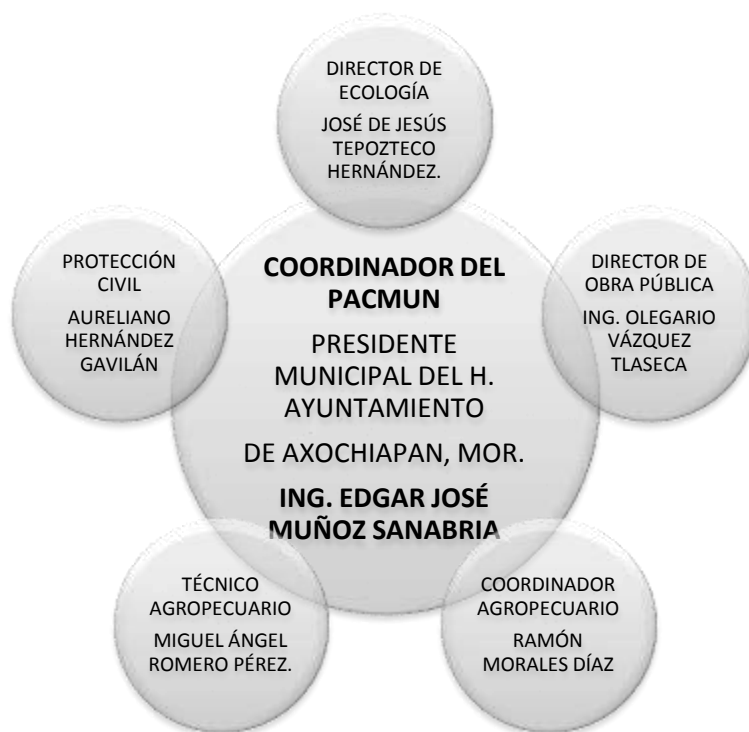 DIRECTOR DE
ECOLOGÍA
JOSÉ DE JESÚS
TEPOZTECO
HERNÁNDEZ.
PROTECCIÓN
CIVIL
AURELIANO
HERNÁNDEZ
GAVILÁN
COORDINADOR DEL
PACMUN
PRESIDENTE
MUNICIPAL DEL H.
AYUNTAMIENTO
DE AXOCHIAPAN, MOR.
ING. EDGAR JOSÉ
MUÑOZ SANABRIA
DIRECTOR DE
OBRA PÚBLICA
ING. OLEGARIO
VÁZQUEZ
TLASECA
TÉCNICO
AGROPECUARIO
MIGUEL ÁNGEL
ROMERO PÉREZ.
COORDINADOR
AGROPECUARIO
RAMÓN
MORALES DÍAZ